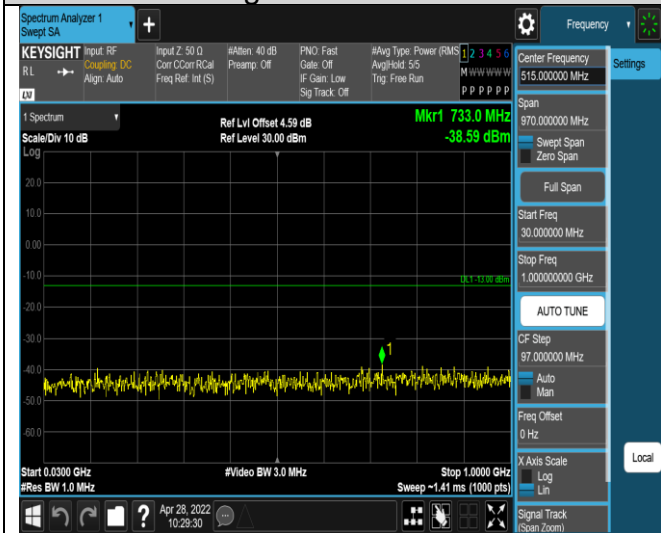 Spectrum Analyzer 1
Swept SA
Frequency
KEYSIGHT
RL
LXI
Input: RF
Coupling: DC
Align: Auto
Input Z: 50 Ω
Corr CCorr RCal
Freq Ref: Int (S)
#Atten: 40 dB
Preamp: Off
PNO: Fast
Gate: Off
IF Gain: Low
Sig Track: Off
#Avg Type: Power (RMS
Avg|Hold: 5/5
Trig: Free Run
1 2 3 4 5 6
M W W W W W
P P P P P P
1 Spectrum
Scale/Div 10 dB
Log
Ref Lvl Offset 4.59 dB
Ref Level 30.00 dBm
Mkr1 733.0 MHz
-38.59 dBm
20.0
10.0
0.00
-10.0
DL1 -13.00 dBm
-20.0
-30.0
1
-40.0
-50.0
-60.0
Start 0.0300 GHz
#Res BW 1.0 MHz
#Video BW 3.0 MHz
Stop 1.0000 GHz
Sweep ~1.41 ms (1000 pts)
Center Frequency
515.000000 MHz
Span
970.000000 MHz
Swept Span
Zero Span
Full Span
Start Freq
30.000000 MHz
Stop Freq
1.000000000 GHz
AUTO TUNE
CF Step
97.000000 MHz
Auto
Man
Freq Offset
0 Hz
X Axis Scale
Log
Lin
Signal Track
(Span Zoom)
Settings
Local
?
Apr 28, 2022
10:29:30